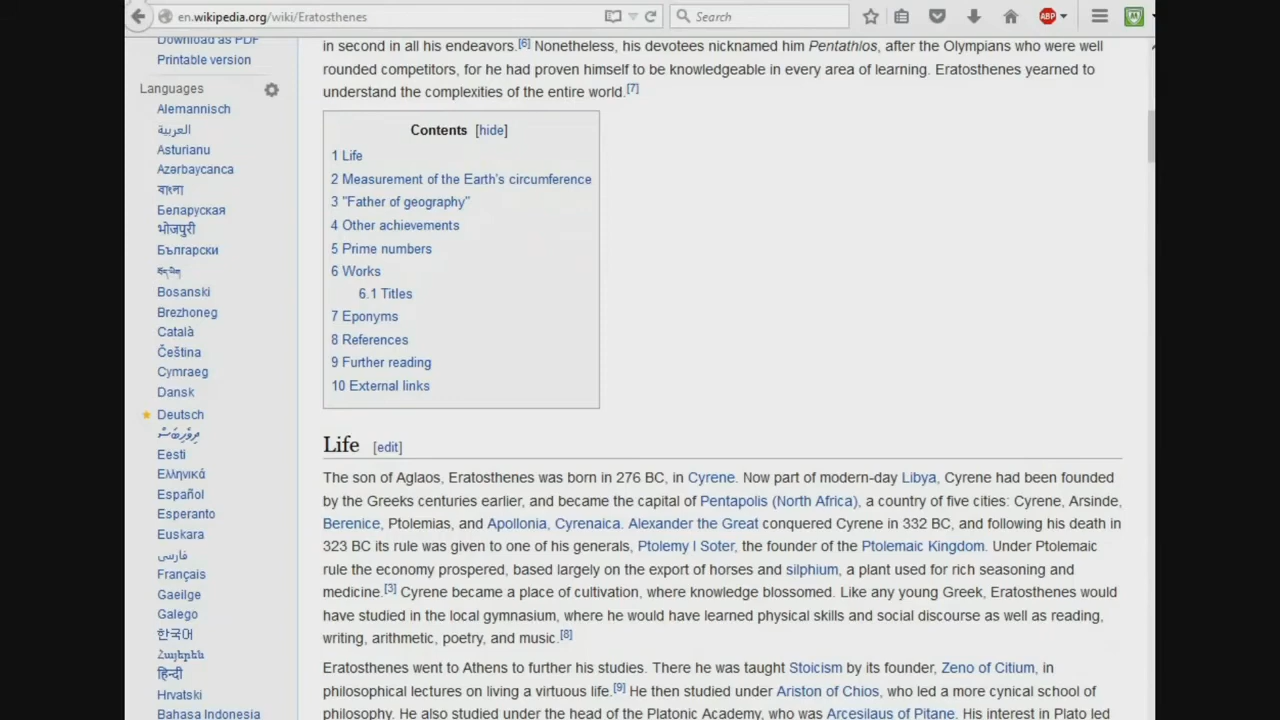 en.wikipedia.org/wiki/Eratosthenes
Search
ABP
Download as PDF
Printable version
Languages
Alemannisch
العربية
Asturianu
Azərbaycanca
বাংলা
Беларуская
भोजपुरी
Български
བོད་ཡིག
Bosanski
Brezhoneg
Català
Čeština
Cymraeg
Dansk
Deutsch
ދިވެހިބަސް
Eesti
Ελληνικά
Español
Esperanto
Euskara
فارسی
Français
Gaeilge
Galego
한국어
Հայերեն
हिन्दी
Hrvatski
Bahasa Indonesia
in second in all his endeavors.[6] Nonetheless, his devotees nicknamed him Pentathlos, after the Olympians who were well
rounded competitors, for he had proven himself to be knowledgeable in every area of learning. Eratosthenes yearned to
understand the complexities of the entire world.[7]
Contents [hide]
1 Life
2 Measurement of the Earth's circumference
3 "Father of geography"
4 Other achievements
5 Prime numbers
6 Works
6.1 Titles
7 Eponyms
8 References
9 Further reading
10 External links
Life [edit]
The son of Aglaos, Eratosthenes was born in 276 BC, in Cyrene. Now part of modern-day Libya, Cyrene had been founded
by the Greeks centuries earlier, and became the capital of Pentapolis (North Africa), a country of five cities: Cyrene, Arsinde,
Berenice, Ptolemias, and Apollonia, Cyrenaica. Alexander the Great conquered Cyrene in 332 BC, and following his death in
323 BC its rule was given to one of his generals, Ptolemy I Soter, the founder of the Ptolemaic Kingdom. Under Ptolemaic
rule the economy prospered, based largely on the export of horses and silphium, a plant used for rich seasoning and
medicine.[3] Cyrene became a place of cultivation, where knowledge blossomed. Like any young Greek, Eratosthenes would
have studied in the local gymnasium, where he would have learned physical skills and social discourse as well as reading,
writing, arithmetic, poetry, and music.[8]
Eratosthenes went to Athens to further his studies. There he was taught Stoicism by its founder, Zeno of Citium, in
philosophical lectures on living a virtuous life.[9] He then studied under Ariston of Chios, who led a more cynical school of
philosophy. He also studied under the head of the Platonic Academy, who was Arcesilaus of Pitane. His interest in Plato led